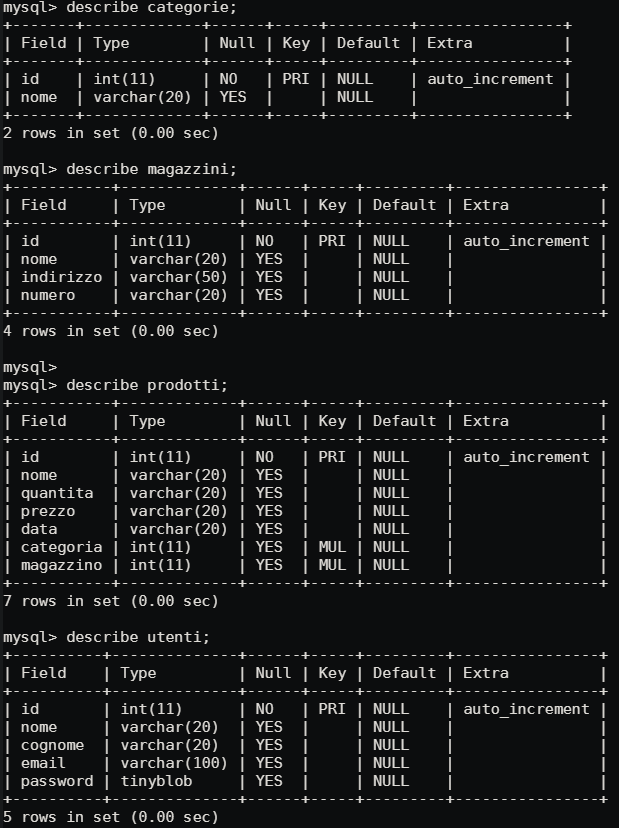 mysql> describe categorie;
+-------+-------------+------+-----+---------+----------------+
| Field | Type        | Null | Key | Default | Extra          |
+-------+-------------+------+-----+---------+----------------+
| id    | int(11)     | NO   | PRI | NULL    | auto_increment |
| nome  | varchar(20) | YES  |     | NULL    |                |
+-------+-------------+------+-----+---------+----------------+
2 rows in set (0.00 sec)
mysql> describe magazzini;
+-----------+-------------+------+-----+---------+----------------+
| Field     | Type        | Null | Key | Default | Extra          |
+-----------+-------------+------+-----+---------+----------------+
| id        | int(11)     | NO   | PRI | NULL    | auto_increment |
| nome      | varchar(20) | YES  |     | NULL    |                |
| indirizzo | varchar(50) | YES  |     | NULL    |                |
| numero    | varchar(20) | YES  |     | NULL    |                |
+-----------+-------------+------+-----+---------+----------------+
4 rows in set (0.00 sec)
mysql>
mysql> describe prodotti;
+-----------+-------------+------+-----+---------+----------------+
| Field     | Type        | Null | Key | Default | Extra          |
+-----------+-------------+------+-----+---------+----------------+
| id        | int(11)     | NO   | PRI | NULL    | auto_increment |
| nome      | varchar(20) | YES  |     | NULL    |                |
| quantita  | varchar(20) | YES  |     | NULL    |                |
| prezzo    | varchar(20) | YES  |     | NULL    |                |
| data      | varchar(20) | YES  |     | NULL    |                |
| categoria | int(11)     | YES  | MUL | NULL    |                |
| magazzino | int(11)     | YES  | MUL | NULL    |                |
+-----------+-------------+------+-----+---------+----------------+
7 rows in set (0.00 sec)
mysql> describe utenti;
+----------+--------------+------+-----+---------+----------------+
| Field    | Type         | Null | Key | Default | Extra          |
+----------+--------------+------+-----+---------+----------------+
| id       | int(11)      | NO   | PRI | NULL    | auto_increment |
| nome     | varchar(20)  | YES  |     | NULL    |                |
| cognome  | varchar(20)  | YES  |     | NULL    |                |
| email    | varchar(100) | YES  |     | NULL    |                |
| password | tinyblob     | YES  |     | NULL    |                |
+----------+--------------+------+-----+---------+----------------+
5 rows in set (0.00 sec)